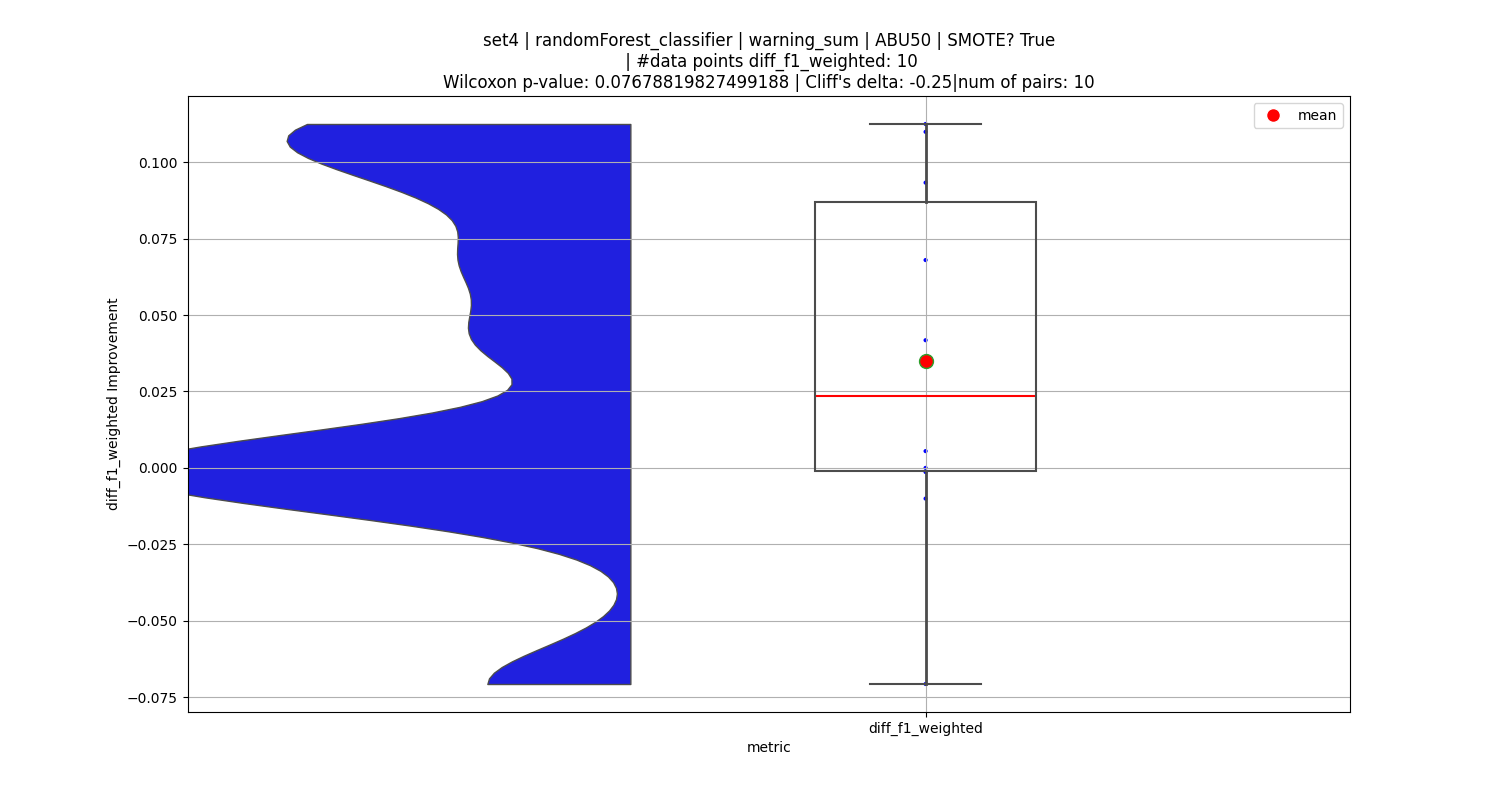 set4 | randomForest_classifier | warning_sum | ABU50 | SMOTE? True
| #data points diff_f1_weighted: 10
Wilcoxon p-value: 0.07678819827499188 | Cliff's delta: -0.25|num of pairs: 10
mean
0.100
0.075
0.050
0.025
0.000
−0.025
−0.050
−0.075
diff_f1_weighted Improvement
diff_f1_weighted
metric